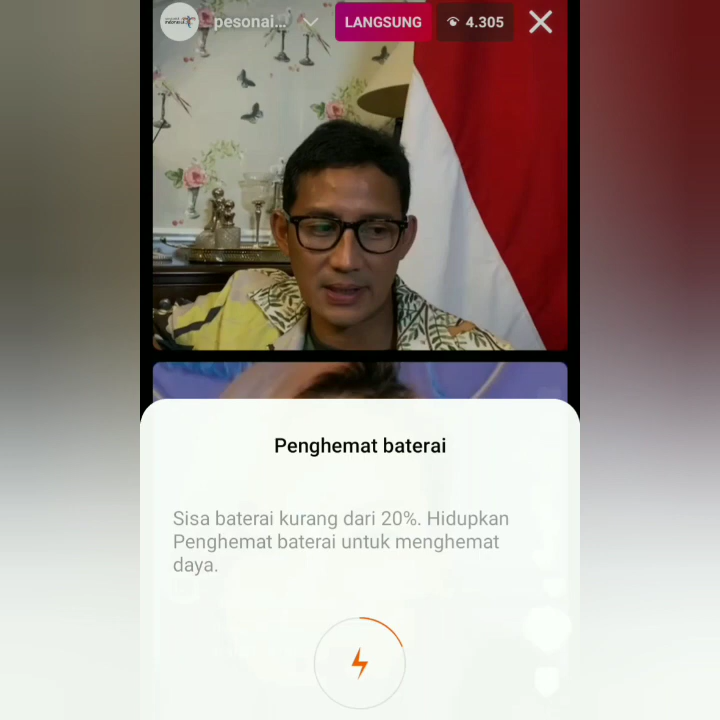 pesonai...
LANGSUNG
4.305
Penghemat baterai
Sisa baterai kurang dari 20%. Hidupkan
Penghemat baterai untuk menghemat
daya.